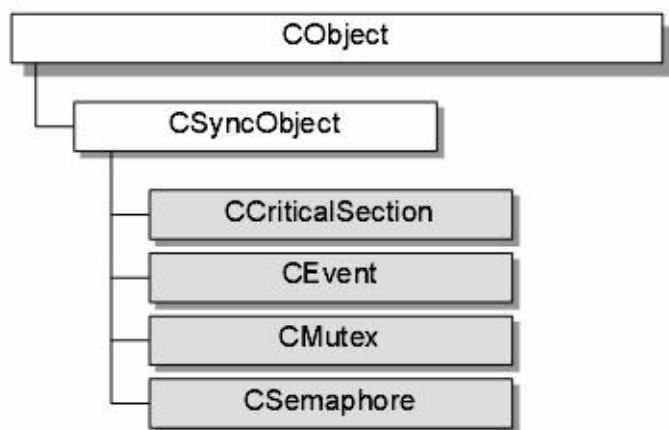 CObject
CSyncObject
CCriticalSection
CEvent
CMutex
CSemaphore